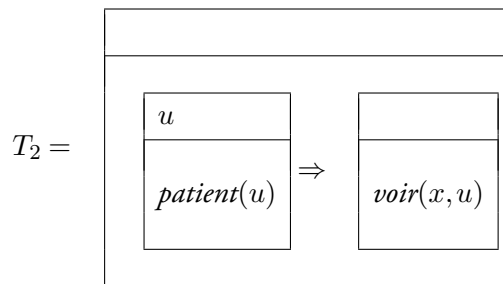 u
T₂ =
⇒
patient(u) voir(x, u)